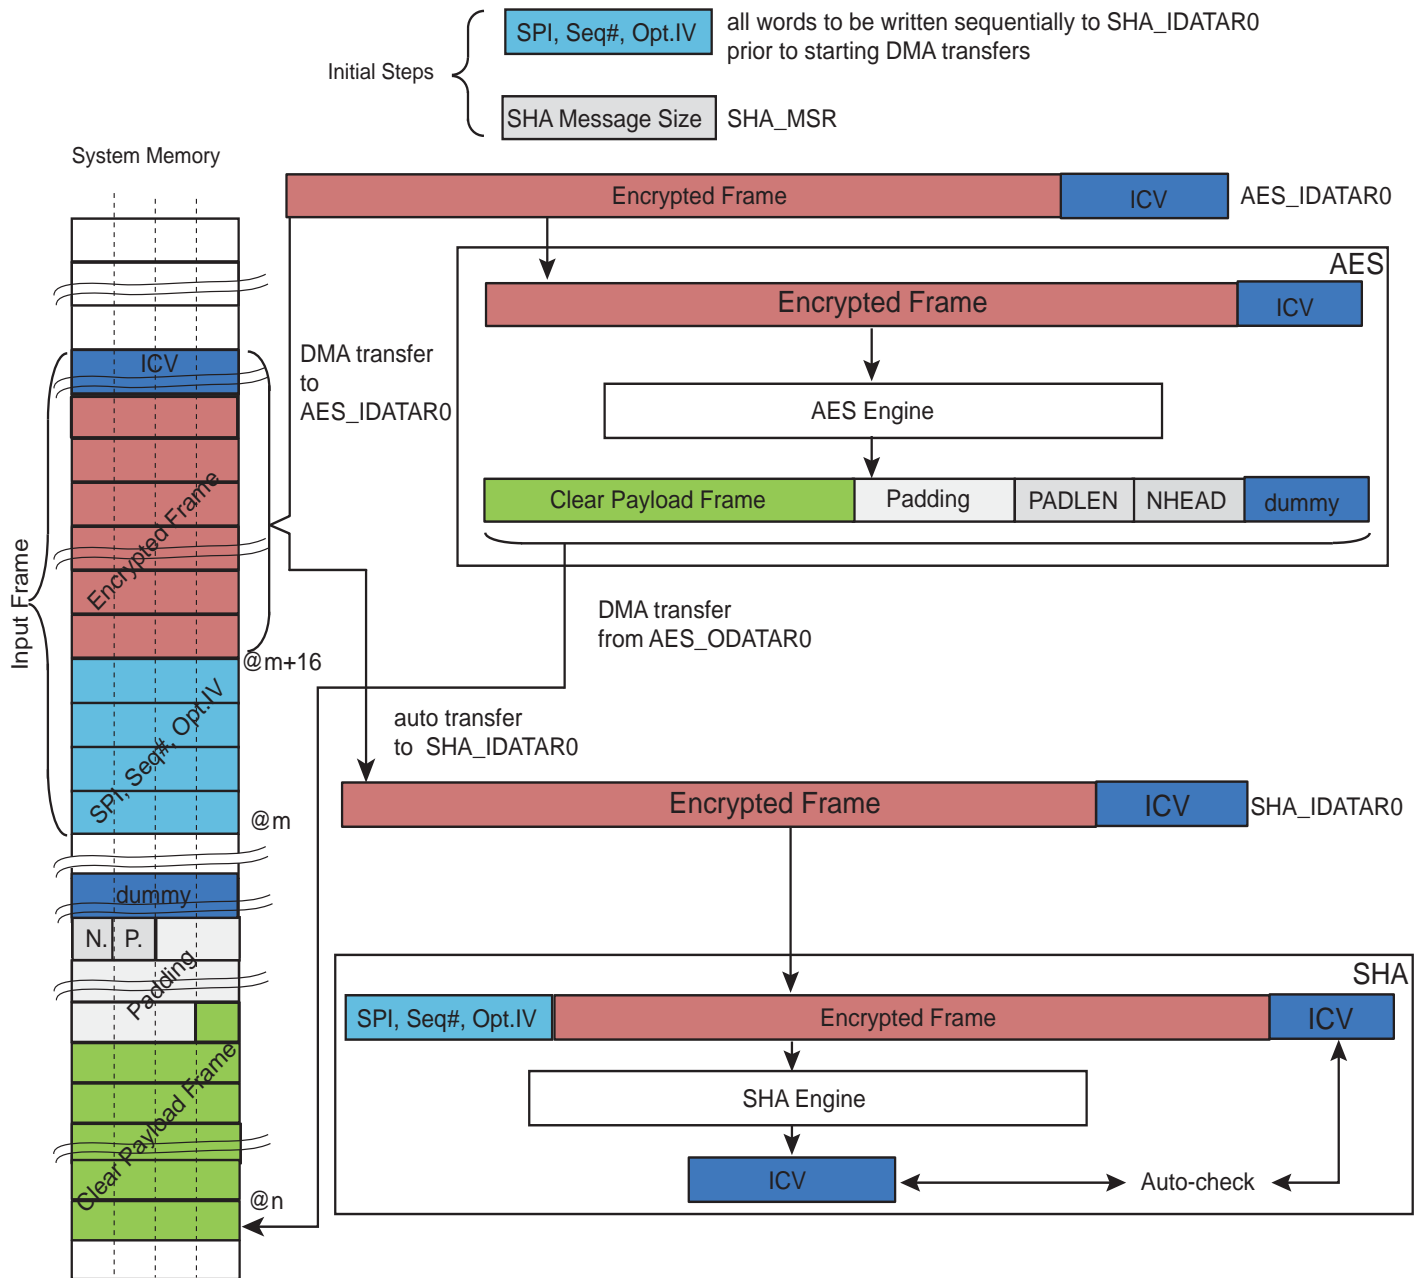 SPI, Seq#, Opt.IV
all words to be written sequentially to SHA_IDATAR0
prior to starting DMA transfers
Initial Steps
SHA Message Size
SHA_MSR
System Memory
Encrypted Frame
ICV
AES_IDATAR0
AES
Encrypted Frame
ICV
DMA transfer
to
AES_IDATAR0
ICV
AES Engine
Clear Payload Frame
Padding
PADLEN
NHEAD
dummy
Encrypted Frame
Input Frame
DMA transfer
from AES_ODATAR0
@m+16
SPI, Seq#, Opt.IV
auto transfer
to SHA_IDATAR0
@m
Encrypted Frame
ICV
SHA_IDATAR0
dummy
N.
P.
Padding
SHA
SPI, Seq#, Opt.IV
Encrypted Frame
ICV
Clear Payload Frame
SHA Engine
ICV
Auto-check
@n